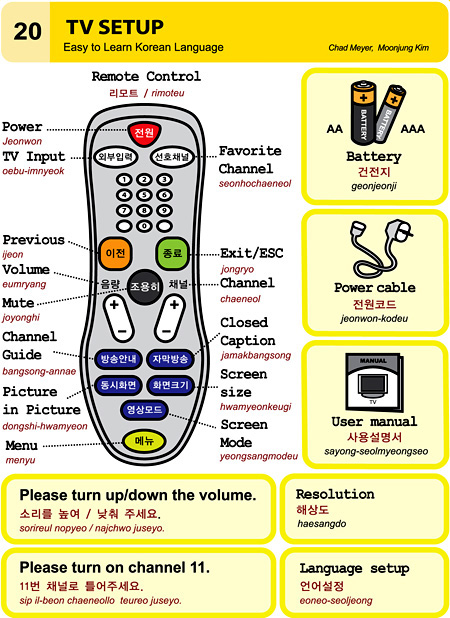 20
TV SETUP
Easy to Learn Korean Language
Chad Meyer, Moonjung Kim
Remote Control
리모트 / rimoteu
Power
Jeonwon
TV Input
oebu-imnyeok
Previous
ijeon
Volume
eumryang
Mute
joyonghi
Channel
Guide
bangsong-annae
Picture
in Picture
dongshi-hwamyeon
Menu
menyu
전원
외부입력
선호채널
1 2 3
4 5 6
7 8 9
0
이전
종료
음량
조용히
채널
+ +
− −
방송안내
자막방송
동시화면
화면크기
영상모드
메뉴
Favorite
Channel
seonhochaeneol
Exit/ESC
jongryo
Channel
chaeneol
Closed
Caption
jamakbangsong
Screen
size
hwamyeonkeugi
Screen
Mode
yeongsangmodeu
AA
BATTERY
BATTERY
AAA
Battery
건전지
geonjeonji
Power cable
전원코드
jeonwon-kodeu
MANUAL
TV
User manual
사용설명서
sayong-seolmyeongseo
Please turn up/down the volume.
소리를 높여 / 낮춰 주세요.
sorireul nopyeo / najchwo juseyo.
Resolution
해상도
haesangdo
Please turn on channel 11.
11번 채널로 틀어주세요.
sip il-beon chaeneollo teureo juseyo.
Language setup
언어설정
eoneo-seoljeong